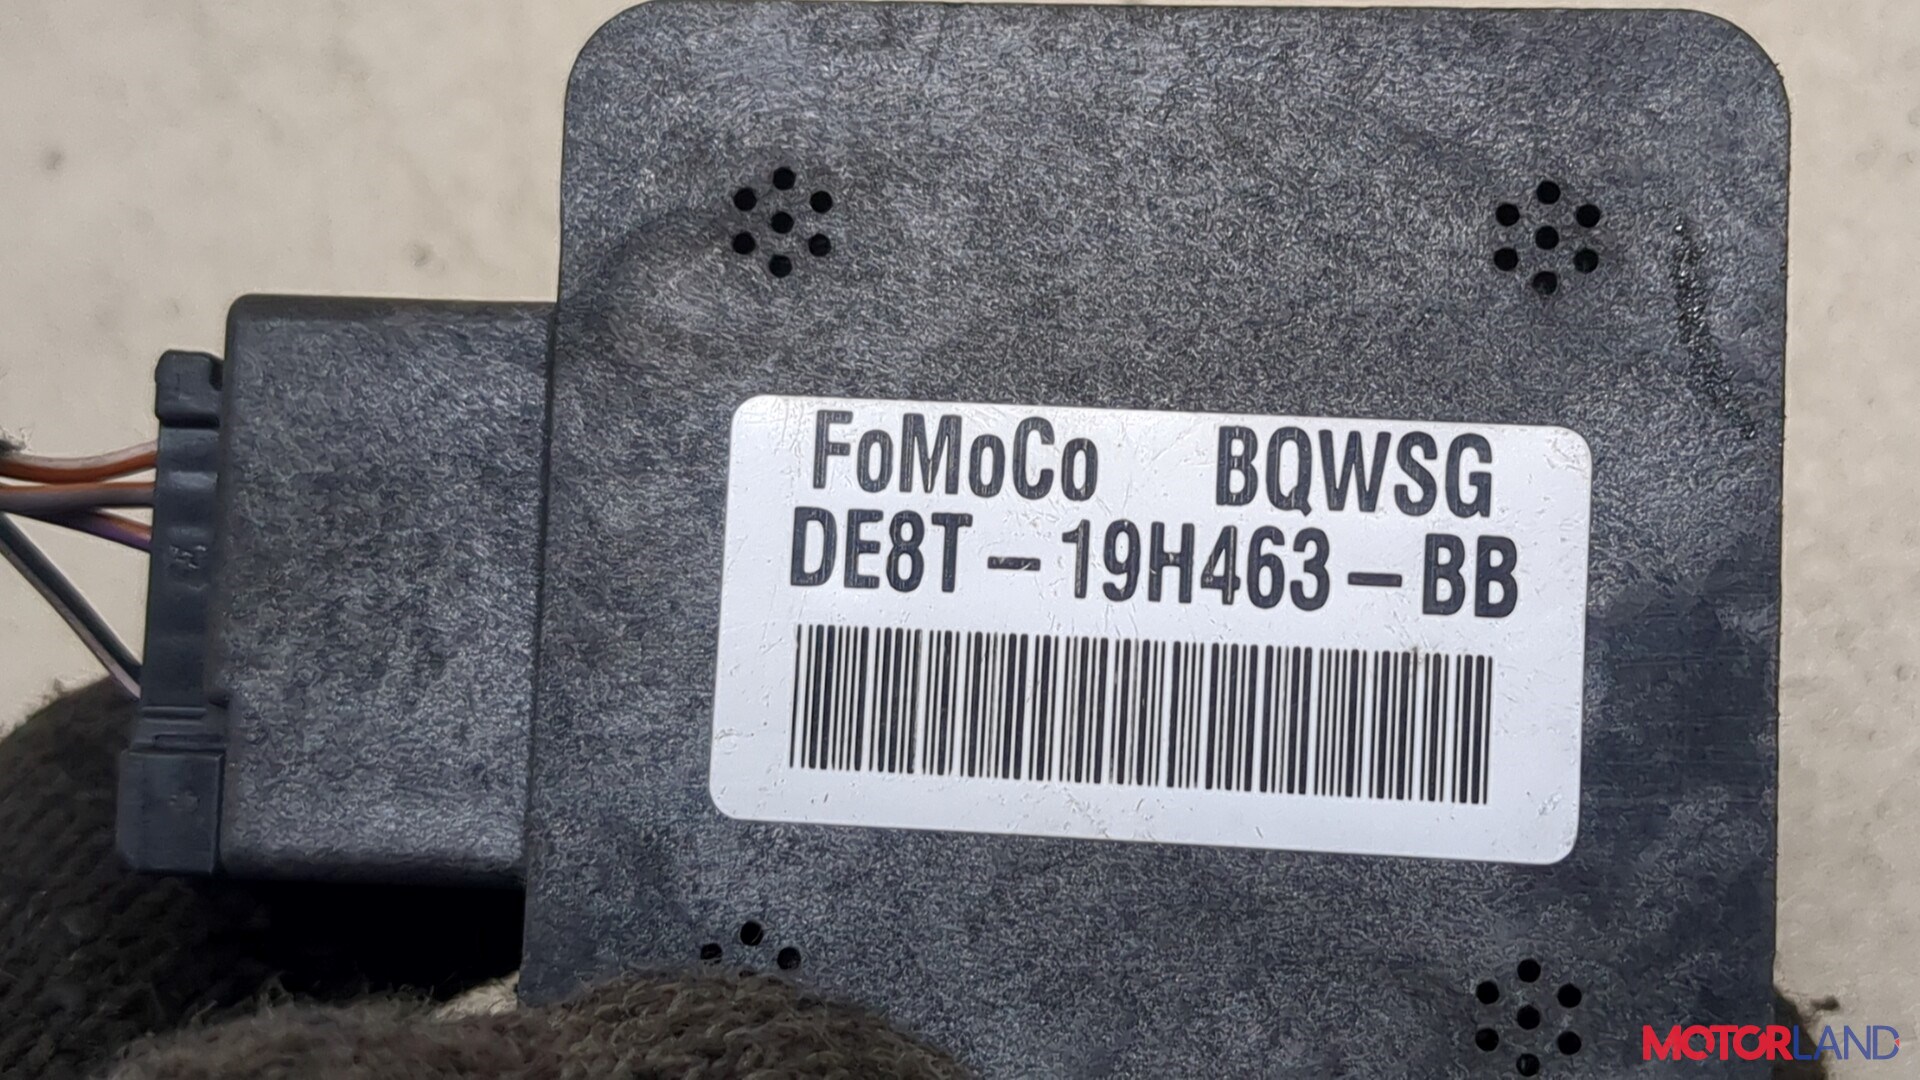 FoMoCo BQWSG
DE8T-19H463-BB
MOTORLAND